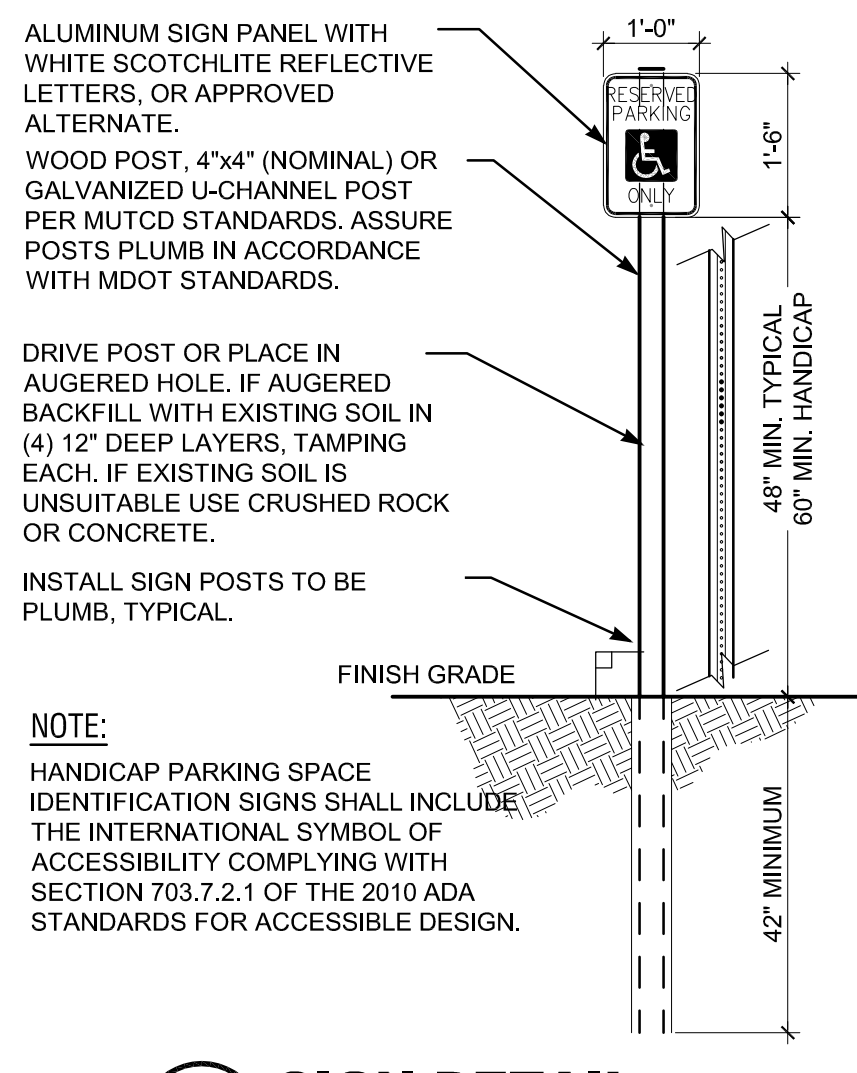 ALUMINUM SIGN PANEL WITH
WHITE SCOTCHLITE REFLECTIVE
LETTERS, OR APPROVED
ALTERNATE.
WOOD POST, 4"x4" (NOMINAL) OR
GALVANIZED U-CHANNEL POST
PER MUTCD STANDARDS. ASSURE
POSTS PLUMB IN ACCORDANCE
WITH MDOT STANDARDS.
DRIVE POST OR PLACE IN
AUGERED HOLE. IF AUGERED
BACKFILL WITH EXISTING SOIL IN
(4) 12" DEEP LAYERS, TAMPING
EACH. IF EXISTING SOIL IS
UNSUITABLE USE CRUSHED ROCK
OR CONCRETE.
INSTALL SIGN POSTS TO BE
PLUMB, TYPICAL.
FINISH GRADE
NOTE:
HANDICAP PARKING SPACE
IDENTIFICATION SIGNS SHALL INCLUDE
THE INTERNATIONAL SYMBOL OF
ACCESSIBILITY COMPLYING WITH
SECTION 703.7.2.1 OF THE 2010 ADA
STANDARDS FOR ACCESSIBLE DESIGN.
1'-0"
RESERVED
PARKING
ONLY
1'-6"
48" MIN. TYPICAL
60" MIN. HANDICAP
42" MINIMUM
SIGN DETAIL